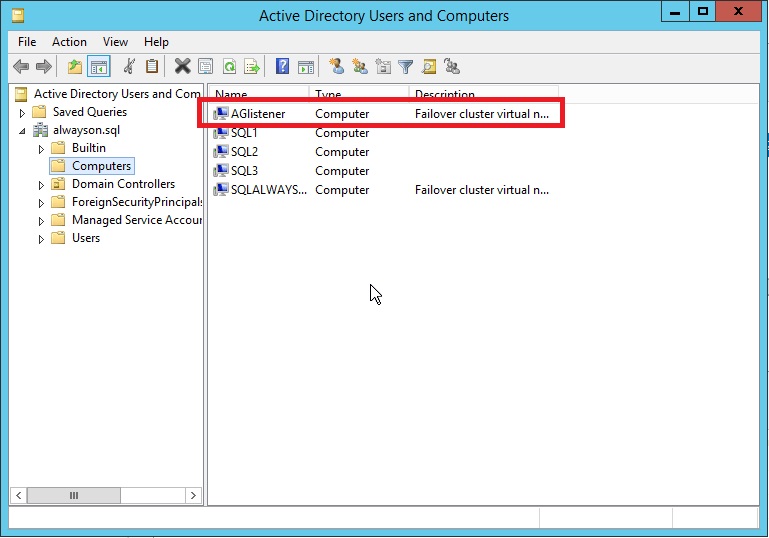 Active Directory Users and Computers
File Action View Help
Active Directory Users and Com
Saved Queries
alwayson.sql
Builtin
Computers
Domain Controllers
ForeignSecurityPrincipals
Managed Service Accour
Users
Name Type Description
AGlistener Computer Failover cluster virtual n...
SQL1 Computer
SQL2 Computer
SQL3 Computer
SQLALWAYS... Computer Failover cluster virtual n...